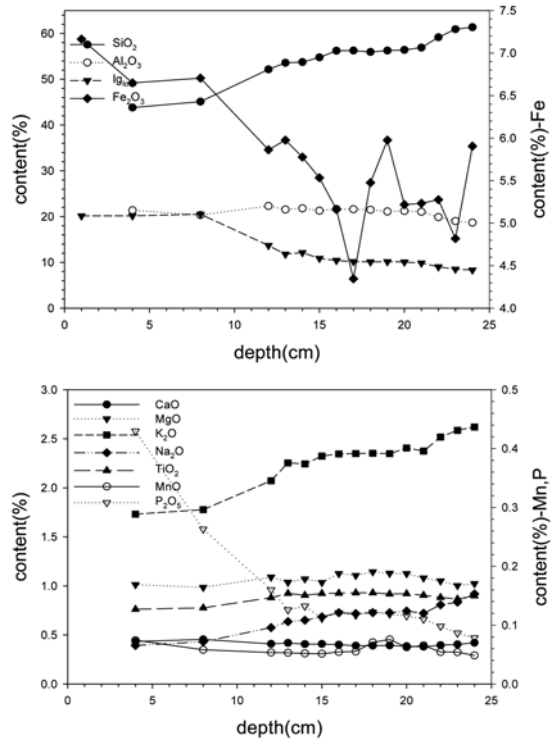 SiO2
Al2O3
Igio
Fe2O3
content(%)
content(%)-Fe
70
60
50
40
30
20
10
0
7.5
7.0
6.5
6.0
5.5
5.0
4.5
4.0
0 5 10 15 20 25
depth(cm)
CaO
MgO
K2O
Na2O
TiO2
MnO
P2O5
content(%)
content(%)-Mn,P
3.0
2.5
2.0
1.5
1.0
0.5
0.0
0.5
0.4
0.3
0.2
0.1
0.0
0 5 10 15 20 25
depth(cm)